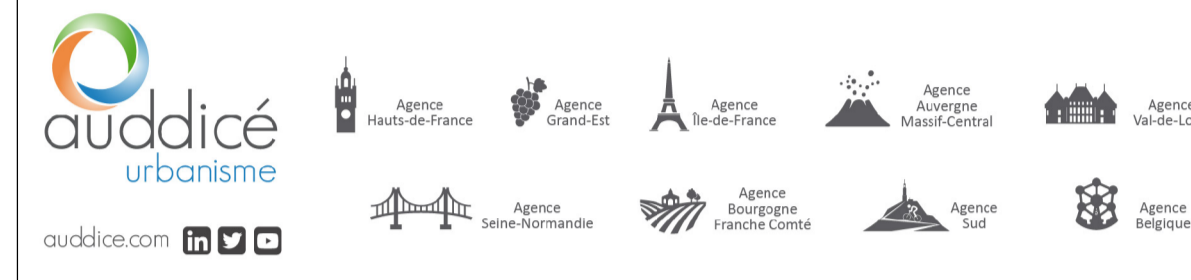 auddicé
urbanisme
auddice.com
Agence
Hauts-de-France
Agence
Grand-Est
Agence
Île-de-France
Agence
Auvergne
Massif-Central
Agence
Agence
Seine-Normandie
Agence
Bourgogne
Franche Comté
Agence
Sud
Agence
Belgique